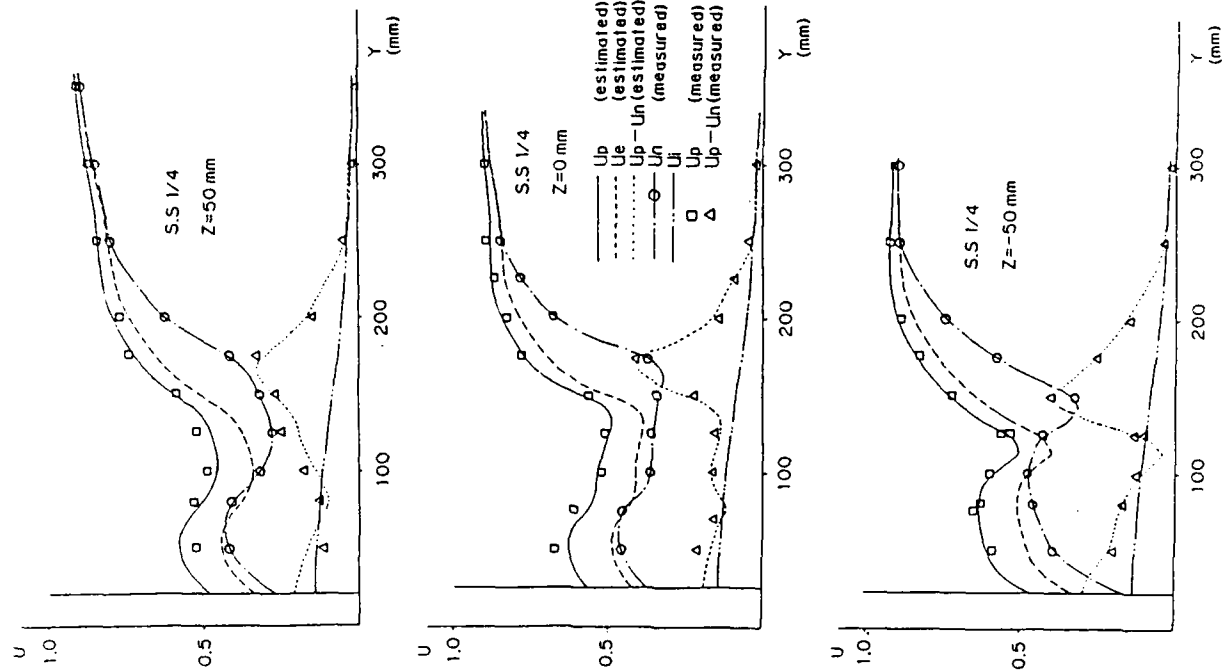 U
1.0
0.5
S.S 1/4
Z=50 mm
100
200
300
Y
(mm)
U
1.0
0.5
S.S 1/4
Z=0 mm
Up (estimated)
Ue (estimated)
Up-Un (estimated)
Un (measured)
Ui
Up (measured)
Up-Un (measured)
100
200
300
Y
(mm)
U
1.0
0.5
S.S 1/4
Z=-50 mm
100
200
300
Y
(mm)